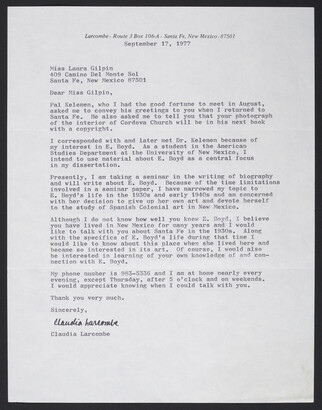 Larcombe - Route 3 Box 106-A - Santa Fe, New Mexico - 87501
September 17, 1977
Miss Laura Gilpin
409 Camino Del Monte Sol
Santa Fe, New Mexico 87501
Dear Miss Gilpin,
Pal Kelemen, who I had the good fortune to meet in August,
asked me to convey his greetings to you when I returned to
Santa Fe. He also asked me to tell you that your photograph
of the interior of Cordova Church will be in his next book
with a copyright.
I corresponded with and later met Dr. Kelemen because of
my interest in E. Boyd. As a student in the American
Studies Department at the University of New Mexico, I
intend to use material about E. Boyd as a central focus
in my dissertation.
Presently, I am taking a seminar in the writing of biography
and will write about E. Boyd. Because of the time limitations
involved in a seminar paper, I have narrowed my topic to
E. Boyd's life in the 1930s and early 1940s and am concerned
with her decision to give up her own art and devote herself
to the study of Spanish Colonial art in New Mexico.
Although I do not know how well you knew E. Boyd, I believe
you have lived in New Mexico for many years and I would
like to talk with you about Santa Fe in the 1930s. Along
with the specifics of E. Boyd's life during that time I
would like to know about this place when she lived here and
became so interested in its art. Of course, I would also
be interested in learning of your own knowledge of and con-
nection with E. Boyd.
My phone number is 983-5336 and I am at home nearly every
evening, except Thursday, after 5 o'clock and on weekends.
I would appreciate knowing when I could talk with you.
Thank you very much.
Sincerely,
Claudia Larcombe
Claudia Larcombe